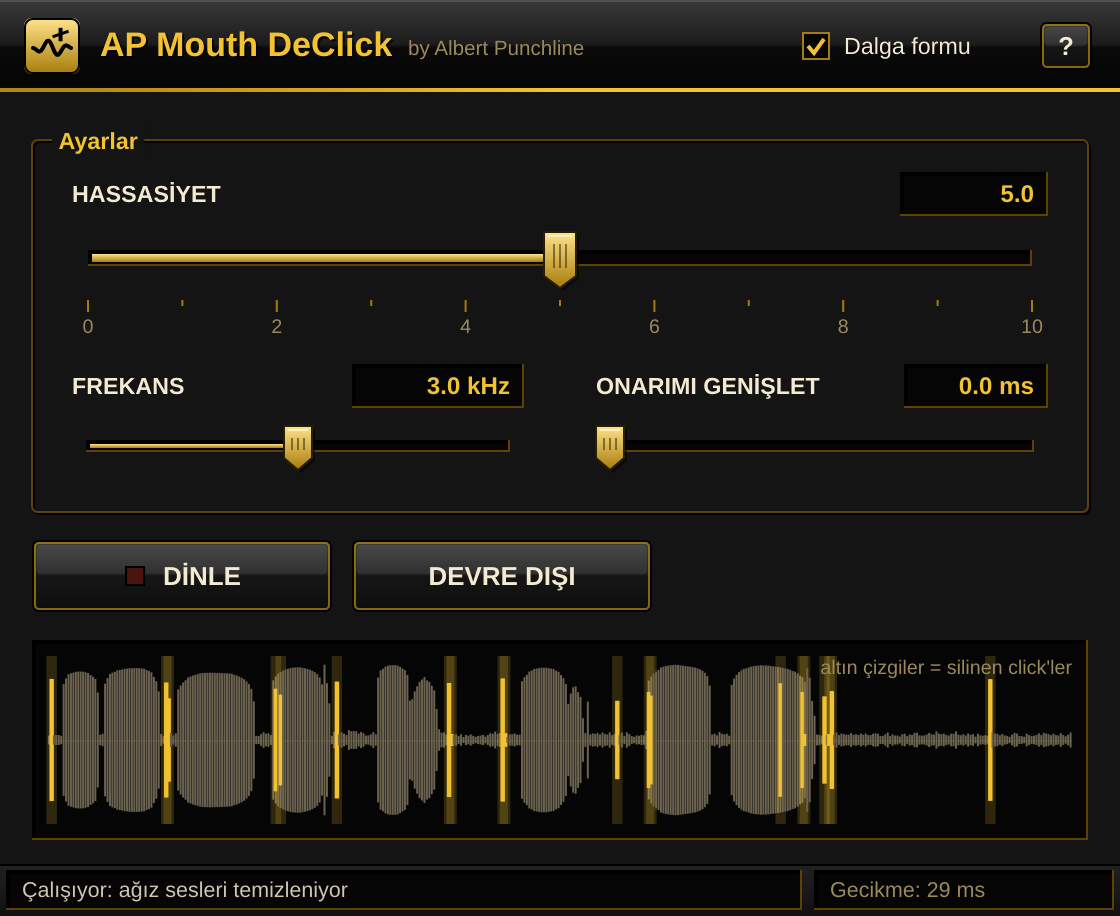 AP Mouth DeClick by Albert Punchline
Dalga formu
?
Ayarlar
HASSASİYET
5.0
0 2 4 6 8 10
FREKANS
3.0 kHz
ONARIMI GENİŞLET
0.0 ms
DİNLE
DEVRE DIŞI
altın çizgiler = silinen click'ler
Çalışıyor: ağız sesleri temizleniyor
Gecikme: 29 ms